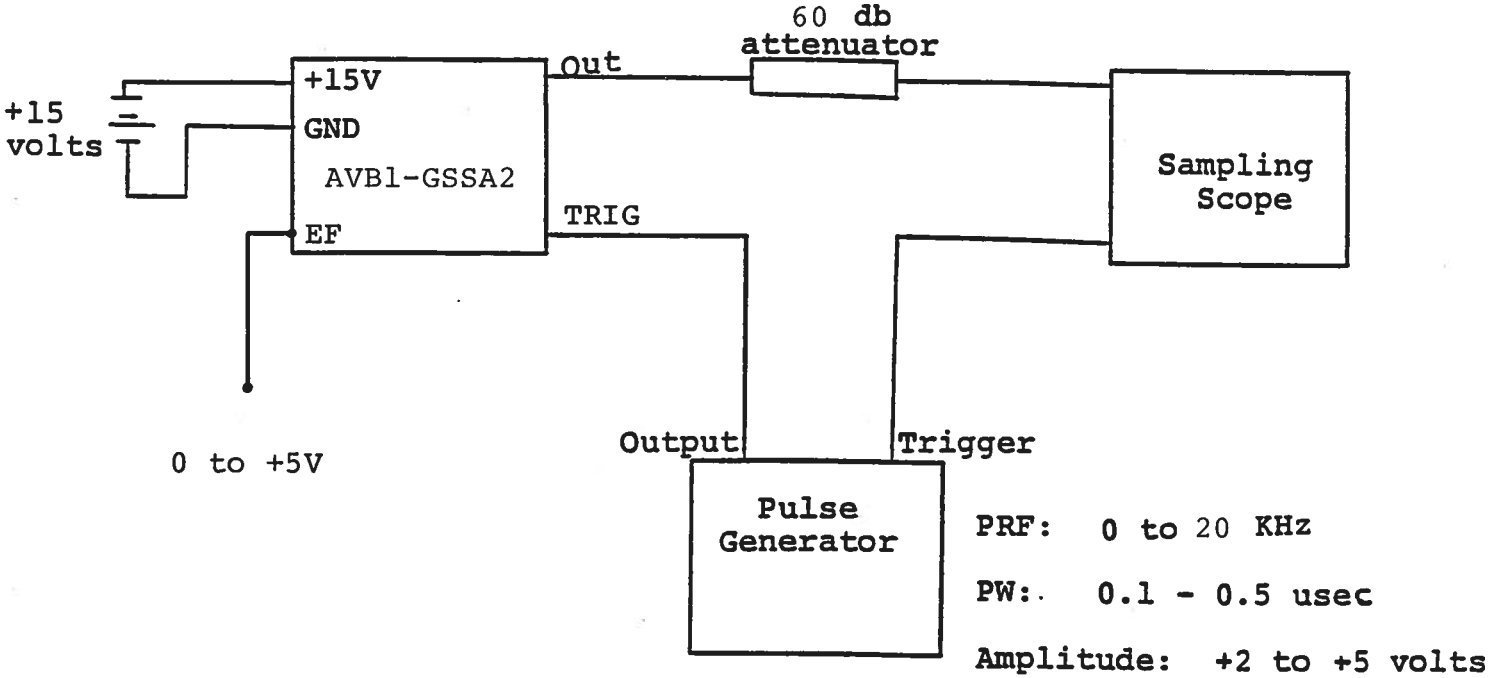 60 db
attenuator
+15V
Out
+15
volts
GND
AVB1-GSSA2
Sampling
Scope
TRIG
EF
Output
Trigger
0 to +5V
Pulse
Generator
PRF: 0 to 20 KHz
PW: 0.1 - 0.5 usec
Amplitude: +2 to +5 volts